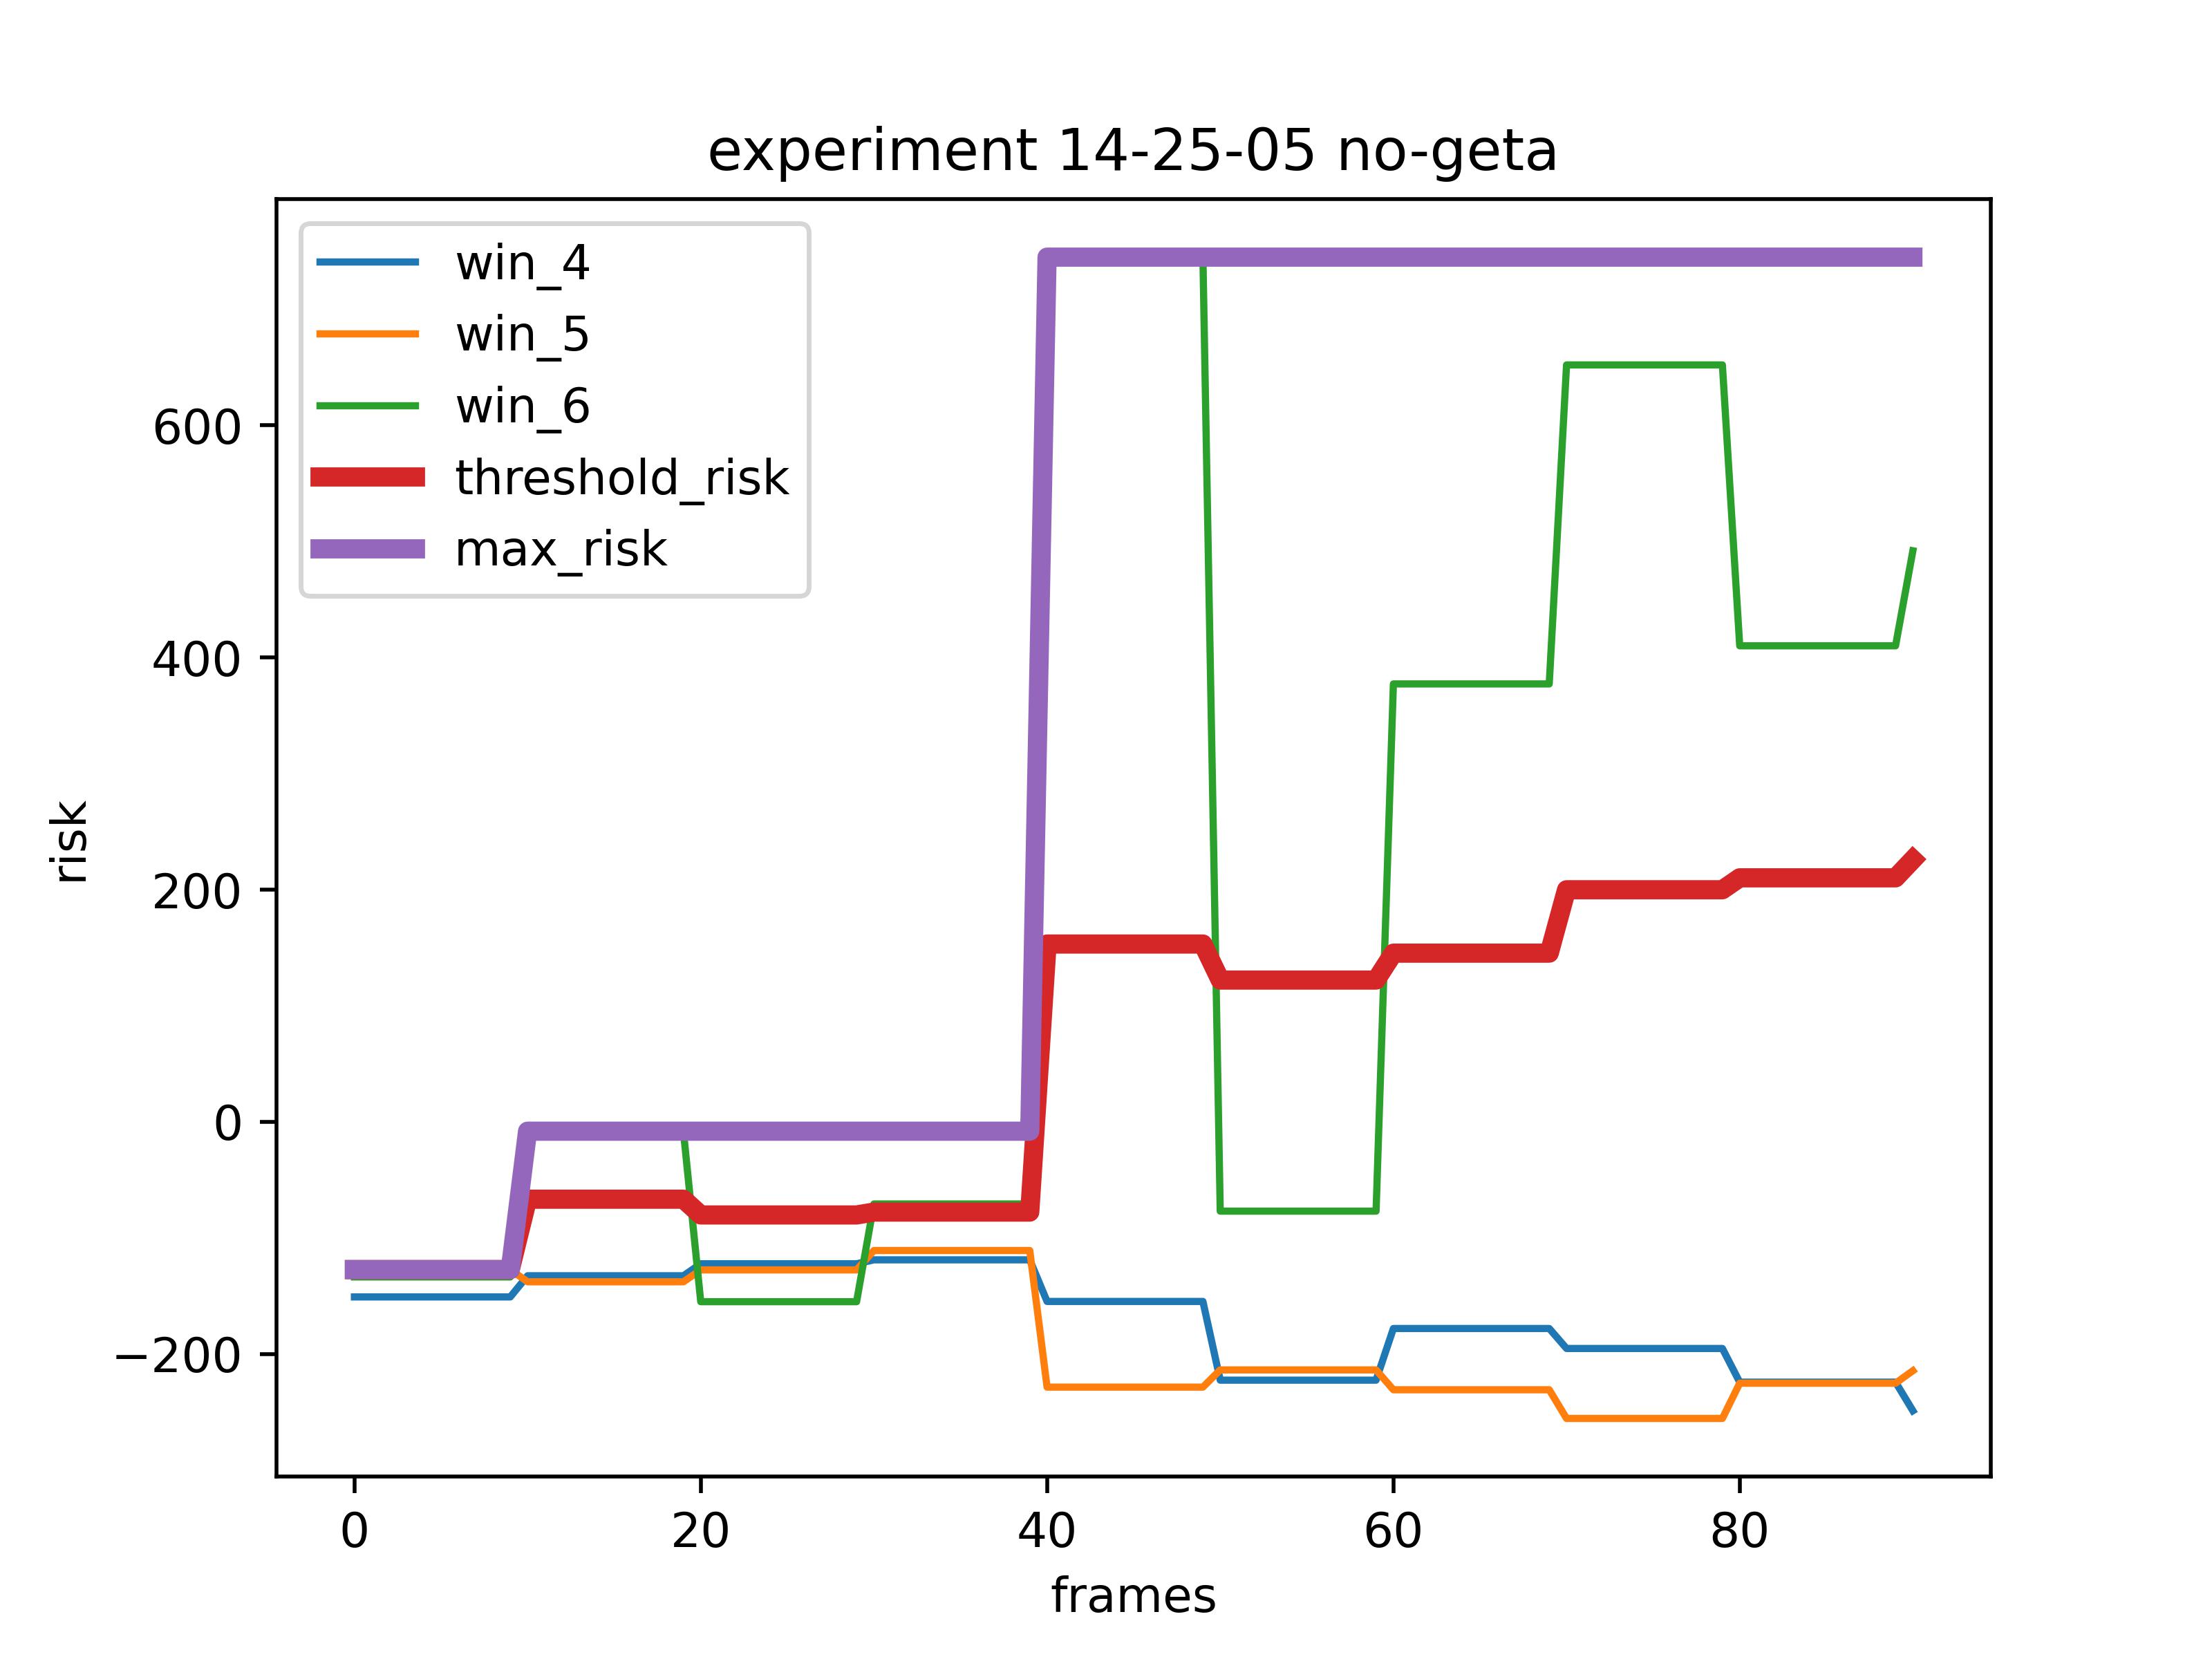 experiment 14-25-05 no-geta
win_4
win_5
win_6
threshold_risk
max_risk
600
400
200
0
−200
risk
0 20 40 60 80
frames